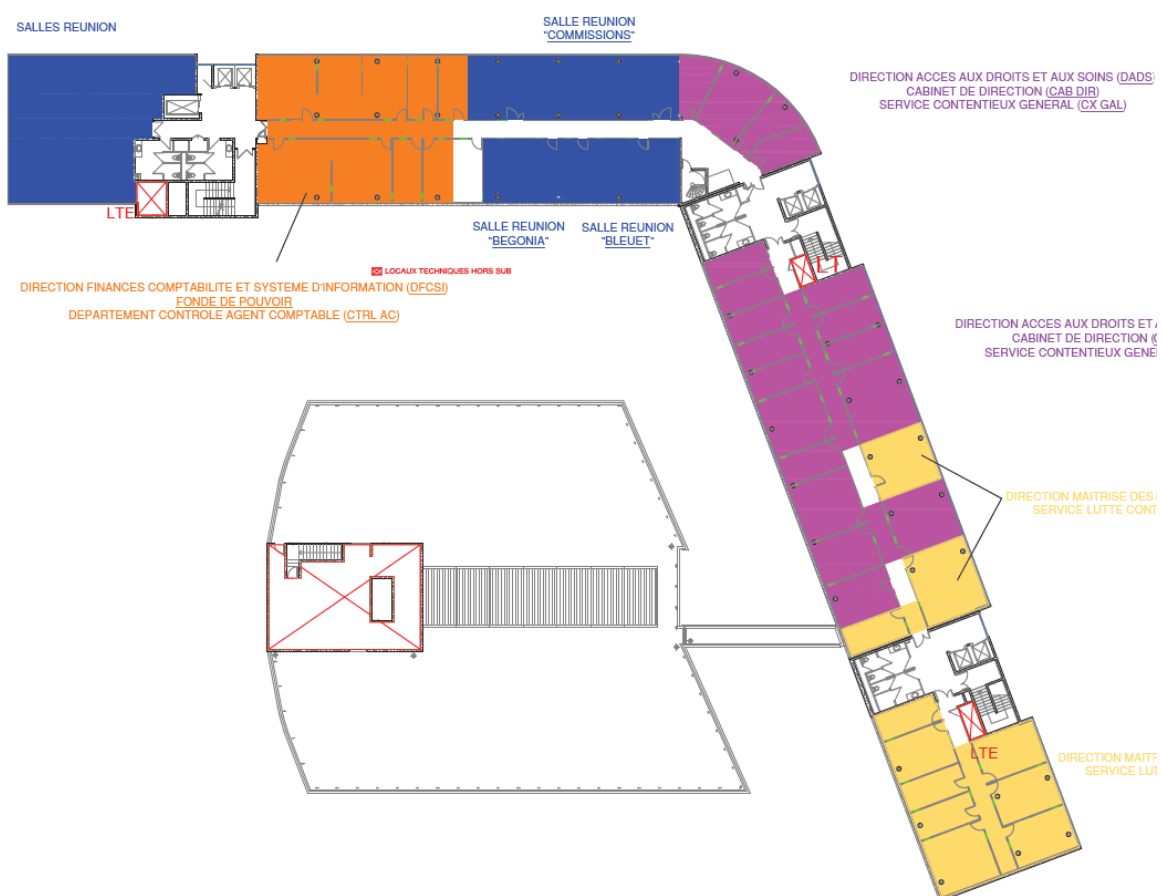 SALLES REUNION
SALLE REUNION
"COMMISSIONS"
DIRECTION ACCES AUX DROITS ET AUX SOINS (DADS)
CABINET DE DIRECTION (CAB DIR)
SERVICE CONTENTIEUX GENERAL (CX GAL)
LTE
SALLE REUNION
"BEGONIA"
SALLE REUNION
"BLEUET"
LT
LOCAUX TECHNIQUES HORS SUB
DIRECTION FINANCES COMPTABILITE ET SYSTEME D'INFORMATION (DFCSI)
FONDE DE POUVOIR
DEPARTEMENT CONTROLE AGENT COMPTABLE (CTRL AC)
DIRECTION ACCES AUX DROITS ET
CABINET DE DIRECTION
SERVICE CONTENTIEUX
DIRECTION MAITRISE DES
SERVICE LUTTE
LTE
DIRECTION
SERVICE